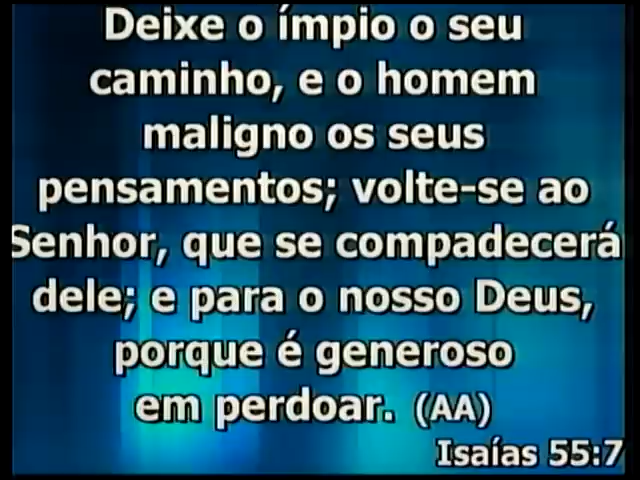 Deixe o ímpio o seu
caminho, e o homem
maligno os seus
pensamentos; volte-se ao
Senhor, que se compadecerá
dele; e para o nosso Deus,
porque é generoso
em perdoar. (AA)
Isaías 55:7